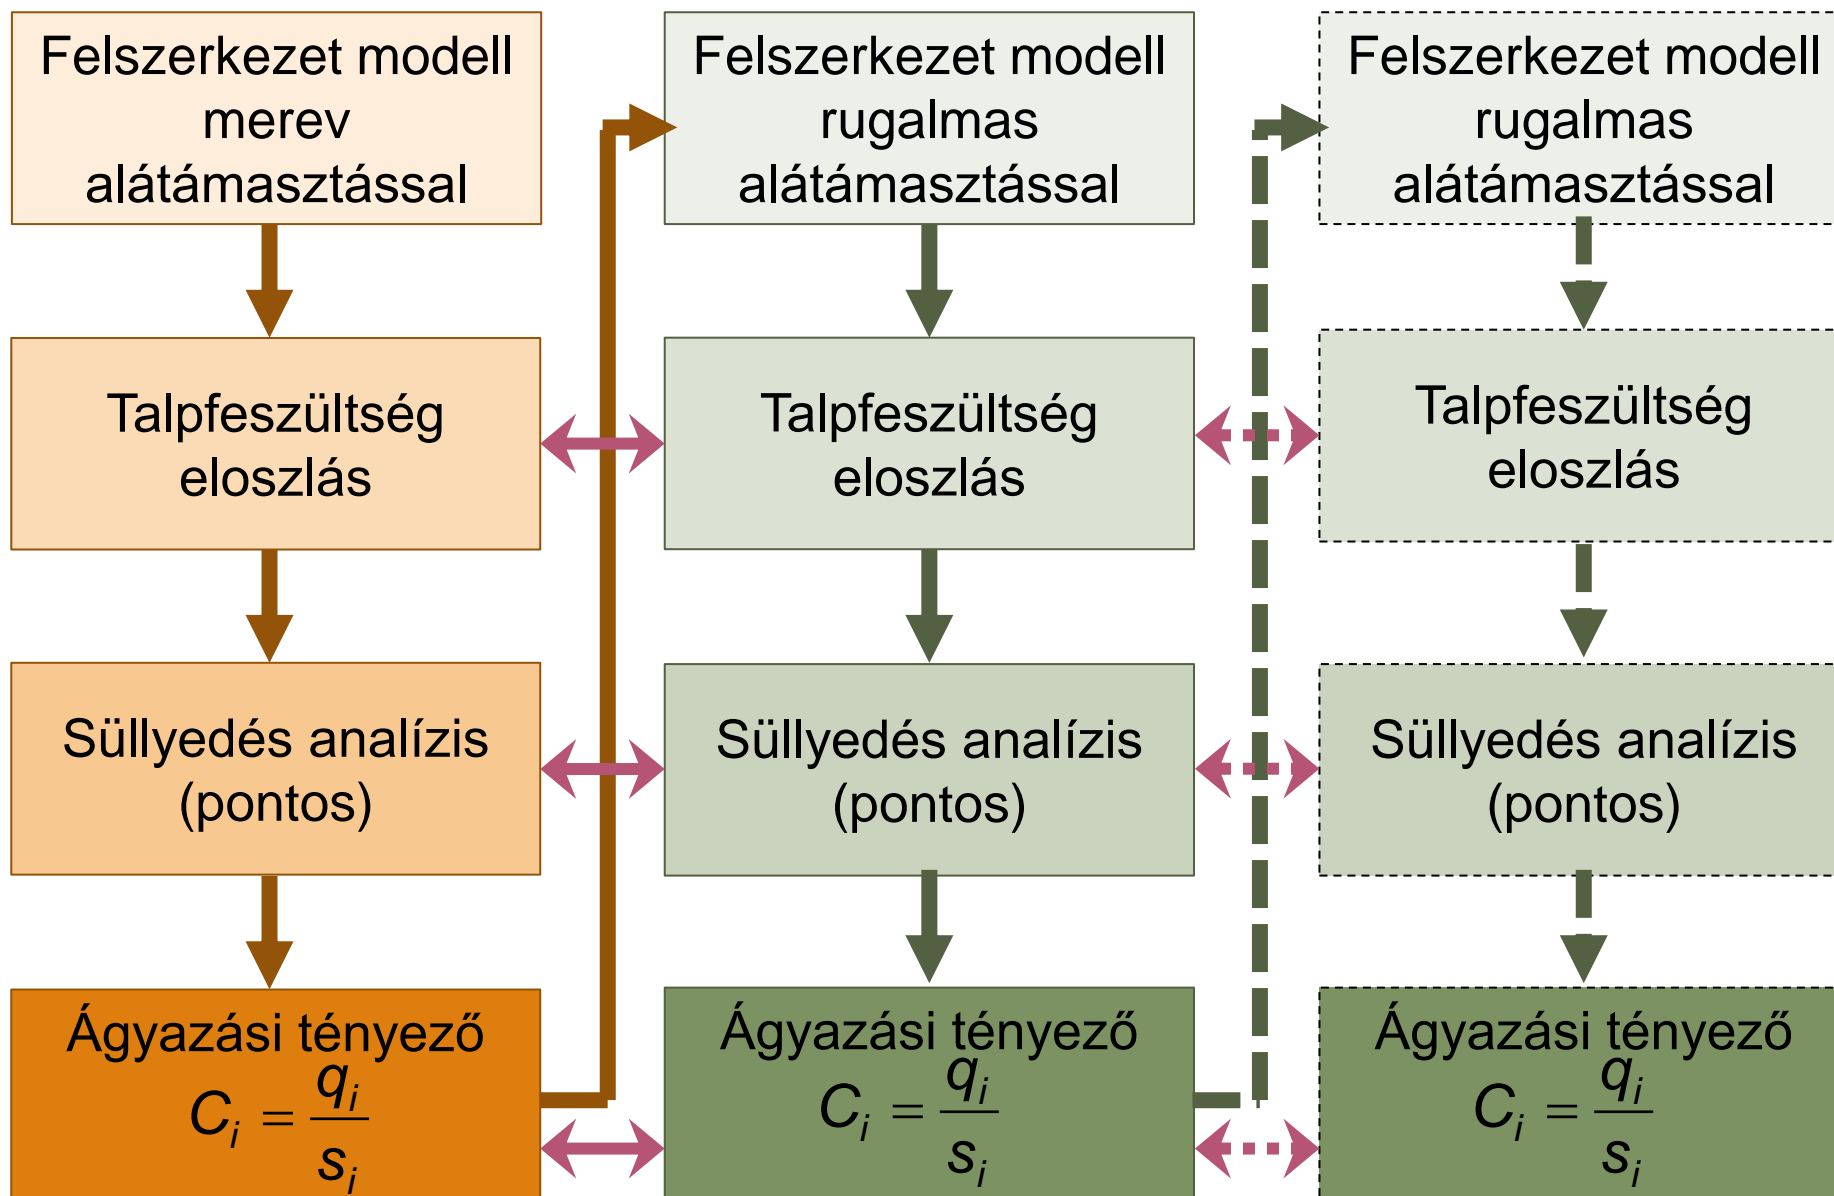 Felszerkezet modell
merev
alátámasztással
Talpfeszültség
eloszlás
Süllyedés analízis
(pontos)
Ágyazási tényező
C_i = q_i / s_i
Felszerkezet modell
rugalmas
alátámasztással
Talpfeszültség
eloszlás
Süllyedés analízis
(pontos)
Ágyazási tényező
C_i = q_i / s_i
Felszerkezet modell
rugalmas
alátámasztással
Talpfeszültség
eloszlás
Süllyedés analízis
(pontos)
Ágyazási tényező
C_i = q_i / s_i